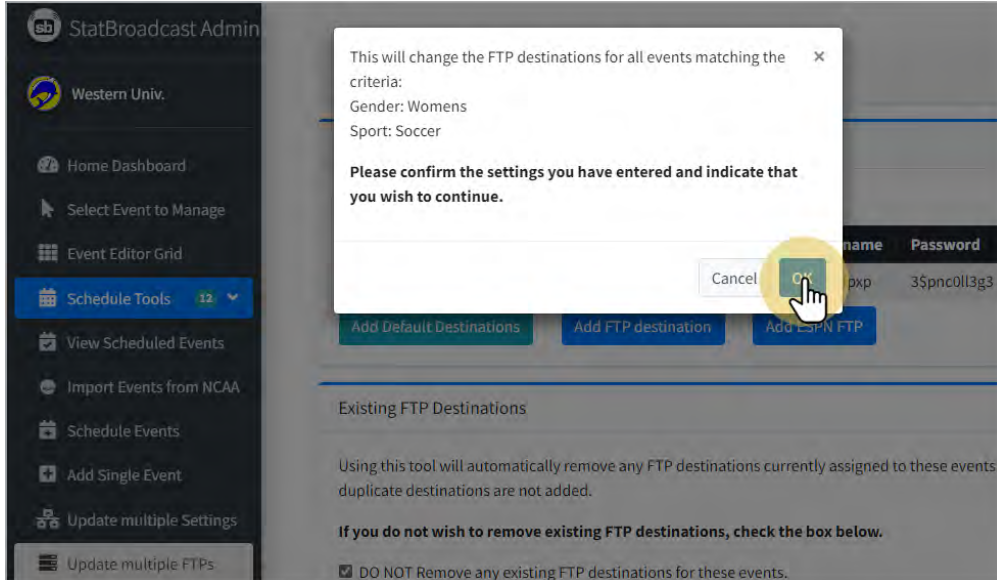 sb StatBroadcast Admin
Western Univ.
Home Dashboard
Select Event to Manage
Event Editor Grid
Schedule Tools 12
View Scheduled Events
Import Events from NCAA
Schedule Events
Add Single Event
Update multiple Settings
Update multiple FTPs
This will change the FTP destinations for all events matching the ×
criteria:
Gender: Womens
Sport: Soccer
Please confirm the settings you have entered and indicate that
you wish to continue.
Cancel OK
name Password
pxp 3$pnc0ll3g3
Add Default Destinations Add FTP destination Add ESPN FTP
Existing FTP Destinations
Using this tool will automatically remove any FTP destinations currently assigned to these events
duplicate destinations are not added.
If you do not wish to remove existing FTP destinations, check the box below.
DO NOT Remove any existing FTP destinations for these events.